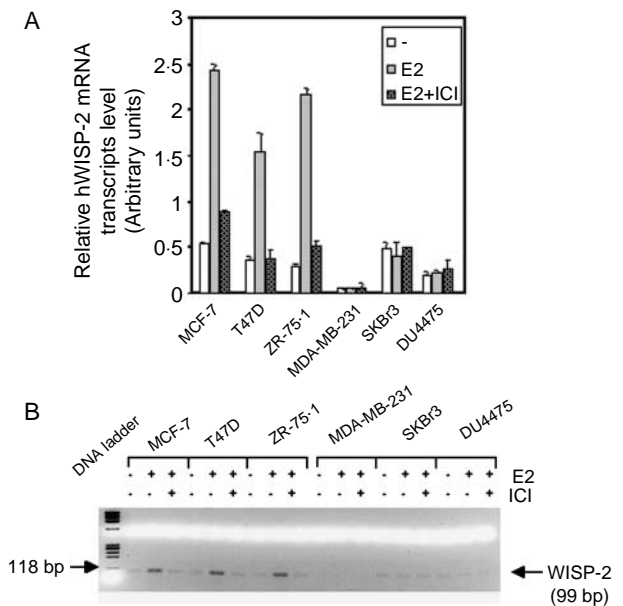 A
Relative hWISP-2 mRNA
transcripts level
(Arbitrary units)
3
2·5
2
1·5
1
0·5
0
-
E2
E2+ICI
MCF-7
T47D
ZR-75·1
MDA-MB-231
SKBr3
DU4475
B
DNA ladder
MCF-7
T47D
ZR-75·1
MDA-MB-231
SKBr3
DU4475
- + + - + + - + + - + + - + + - + + E2
- - + - - + - - + - - + - - + - - + ICI
118 bp
WISP-2
(99 bp)